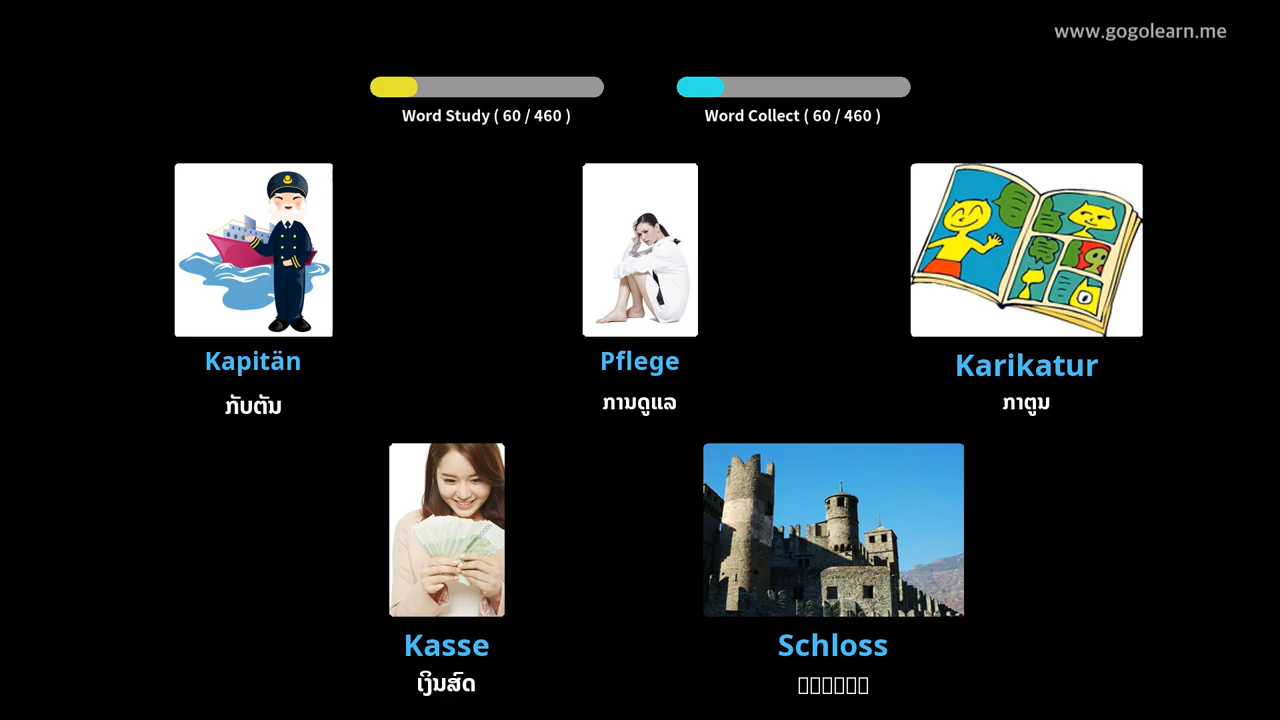 www.gogolearn.me
Word Study ( 60 / 460 )
Word Collect ( 60 / 460 )
Kapitän
ກັບຕັນ
Pflege
ການດູແລ
Karikatur
ກາຕູນ
Kasse
ເງິນສົດ
Schloss